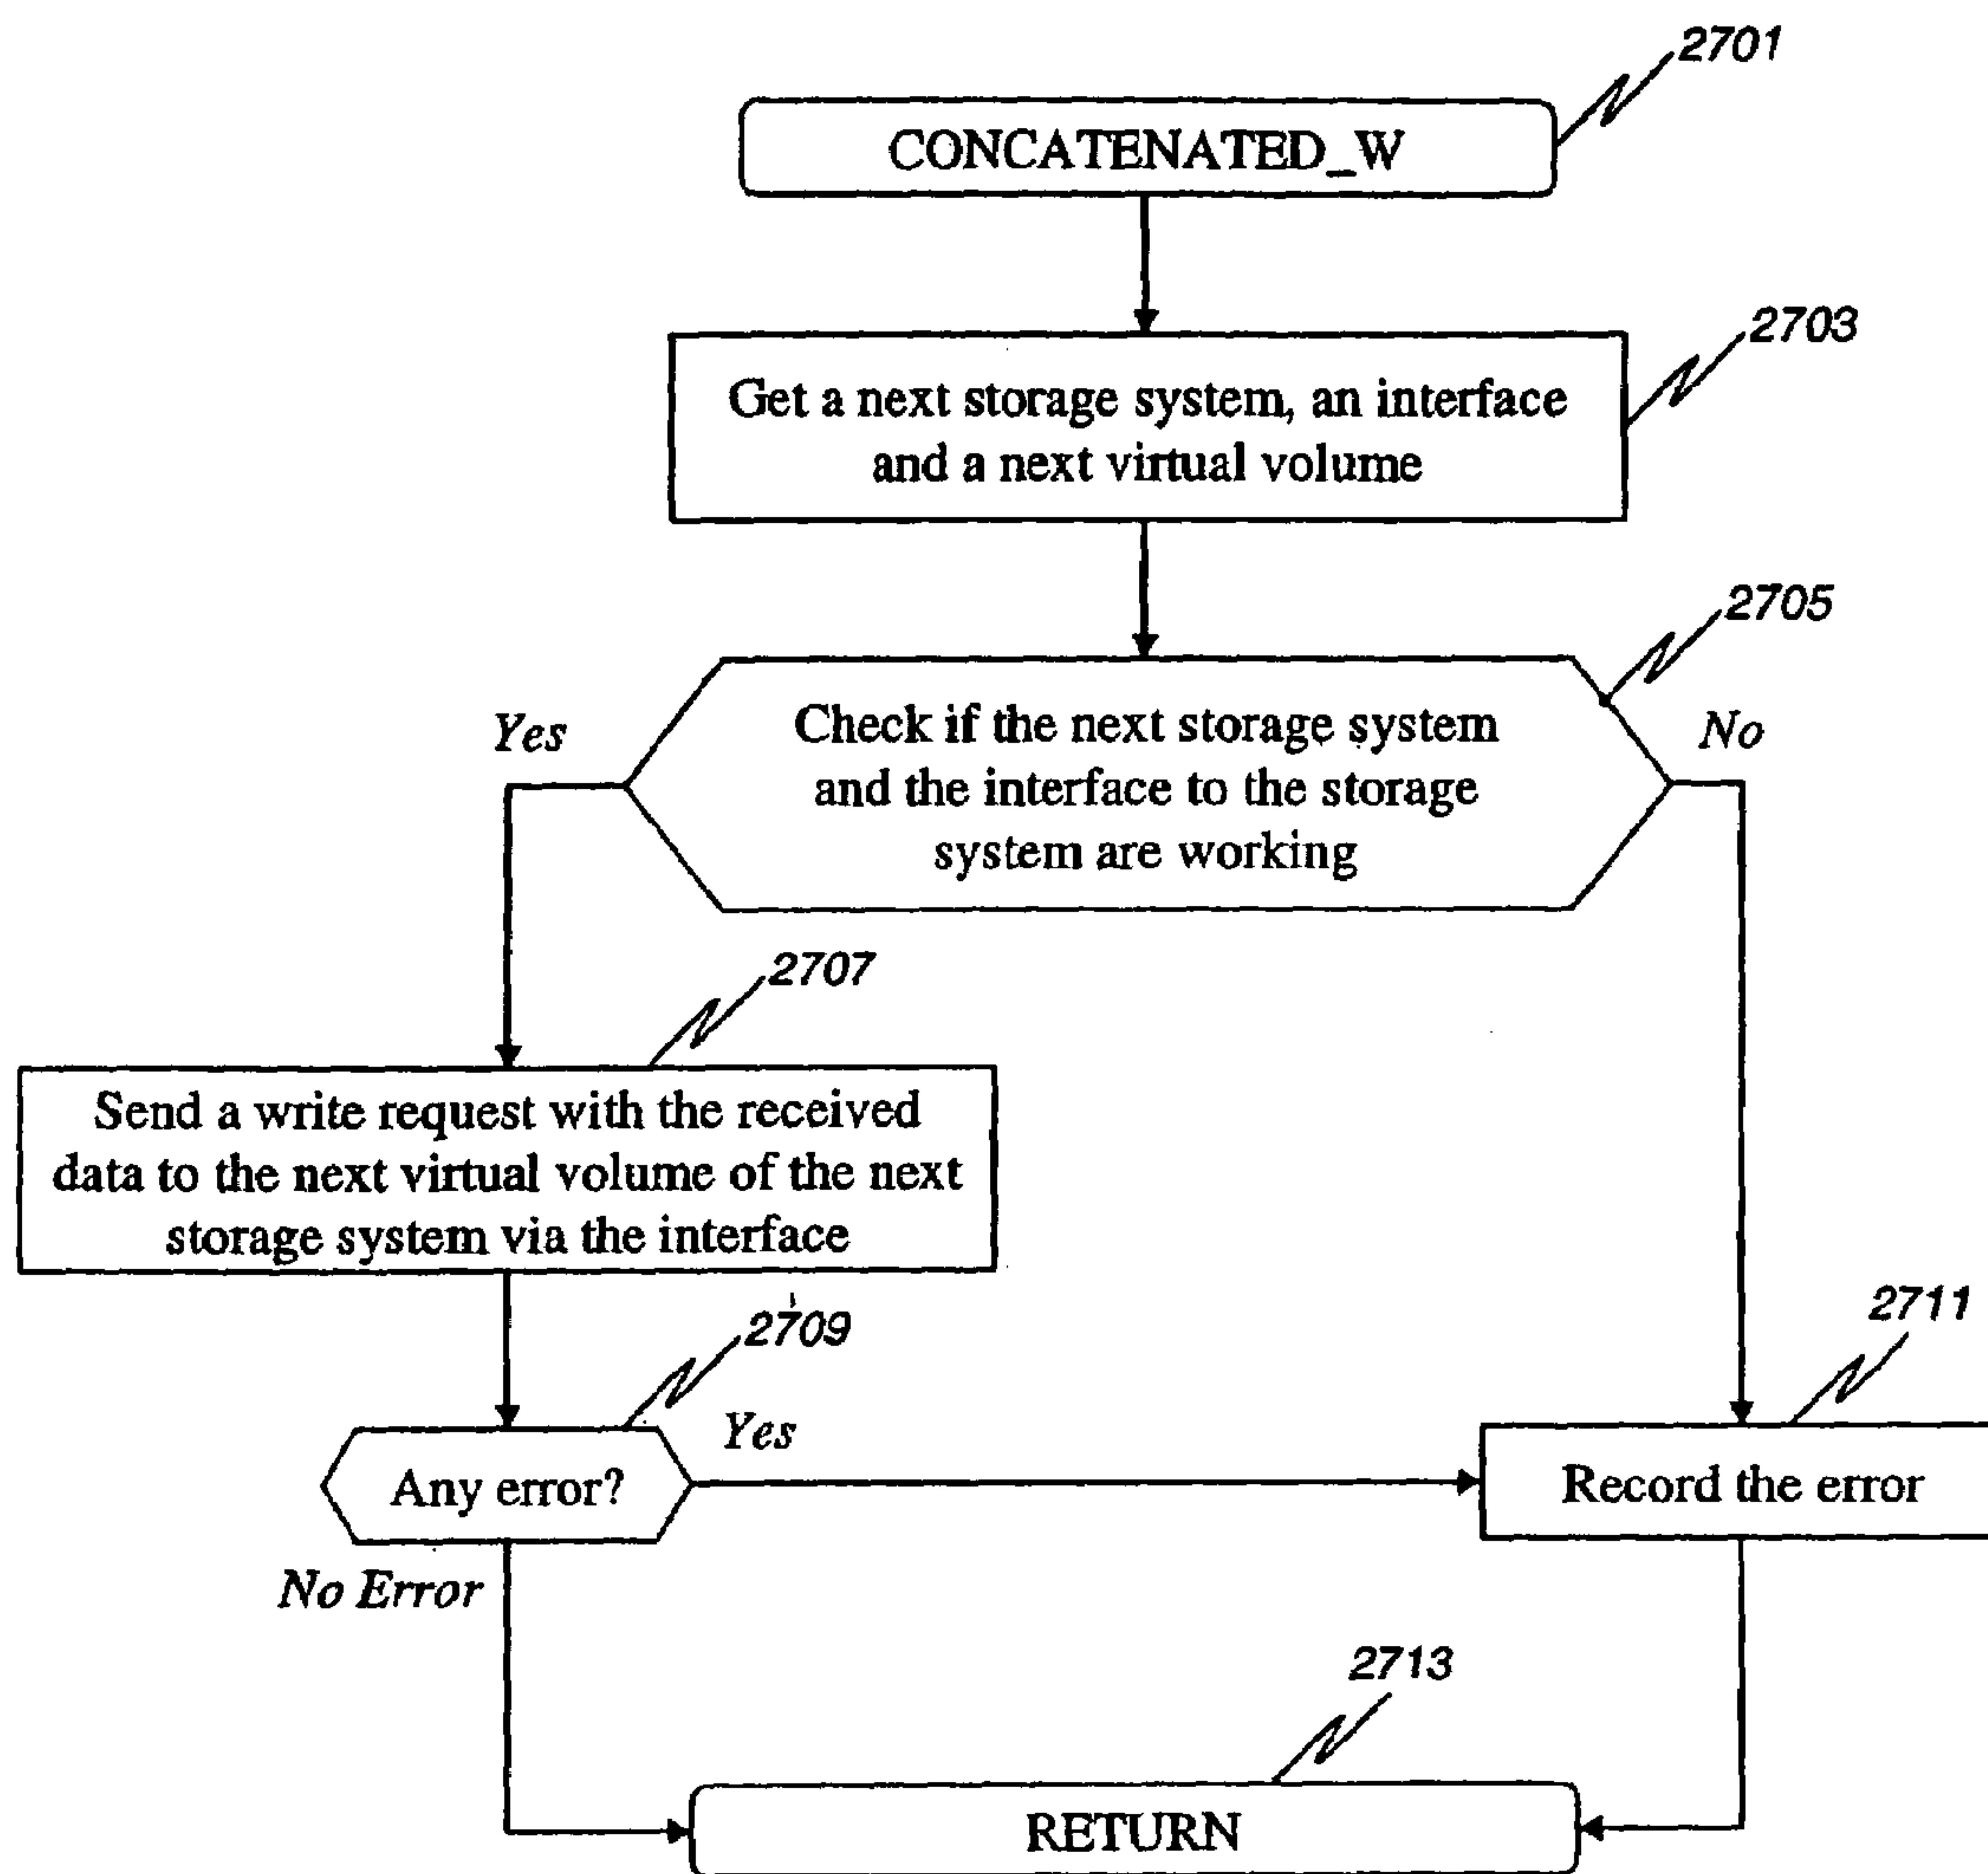 2701
CONCATENATED_W
2703
Get a next storage system, an interface
and a next virtual volume
2705
Yes
No
Check if the next storage system
and the interface to the storage
system are working
2707
Send a write request with the received
data to the next virtual volume of the next
storage system via the interface
2709
2711
Yes
Any error?
Record the error
No Error
2713
RETURN